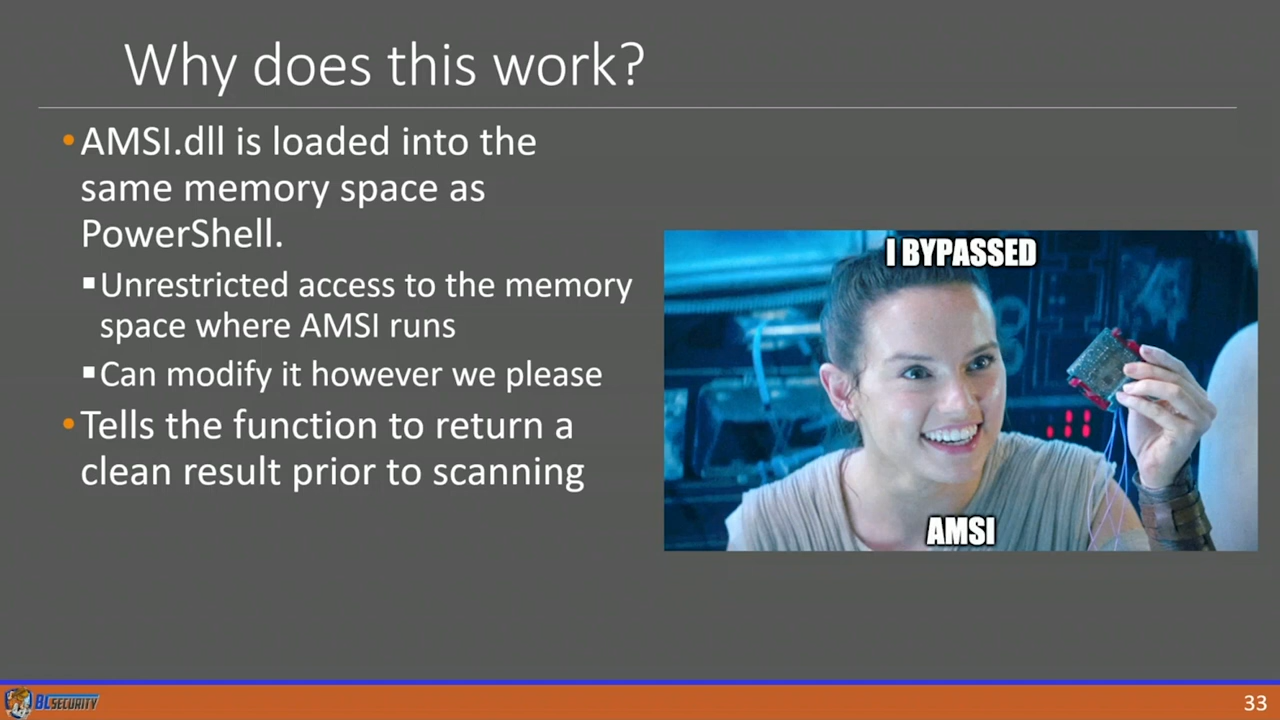 Why does this work?
•AMSI.dll is loaded into the
same memory space as
PowerShell.
▪Unrestricted access to the memory
space where AMSI runs
▪Can modify it however we please
•Tells the function to return a
clean result prior to scanning
I BYPASSED
AMSI
BLSECURITY
33